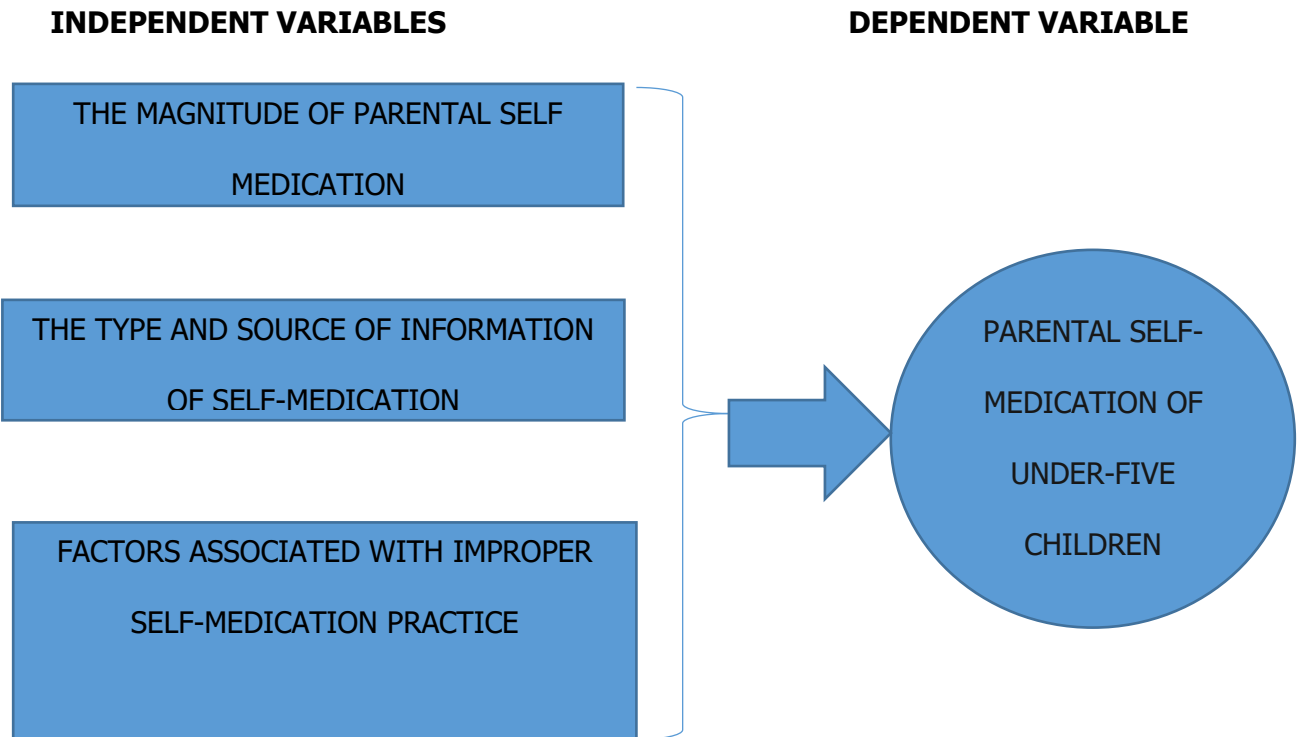 INDEPENDENT VARIABLES
DEPENDENT VARIABLE
THE MAGNITUDE OF PARENTAL SELF
MEDICATION
THE TYPE AND SOURCE OF INFORMATION
OF SELF-MEDICATION
FACTORS ASSOCIATED WITH IMPROPER
SELF-MEDICATION PRACTICE
PARENTAL SELF-
MEDICATION OF
UNDER-FIVE
CHILDREN